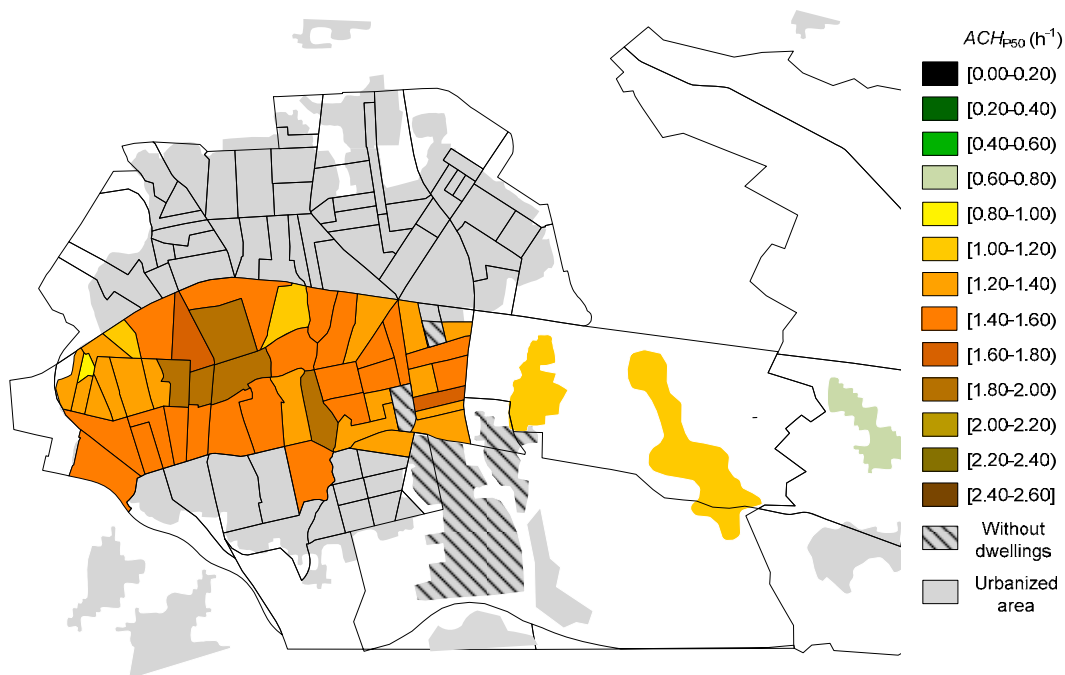 ACHP50 (h⁻¹)
[0.00–0.20)
[0.20–0.40)
[0.40–0.60)
[0.60–0.80)
[0.80–1.00)
[1.00–1.20)
[1.20–1.40)
[1.40–1.60)
[1.60–1.80)
[1.80–2.00)
[2.00–2.20)
[2.20–2.40)
[2.40–2.60]
Without
dwellings
Urbanized
area